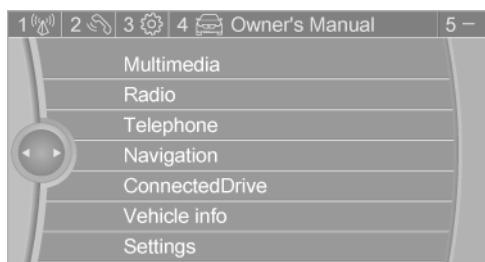 1 2 3 4 Owner's Manual 5 –
Multimedia
Radio
Telephone
Navigation
ConnectedDrive
Vehicle info
Settings